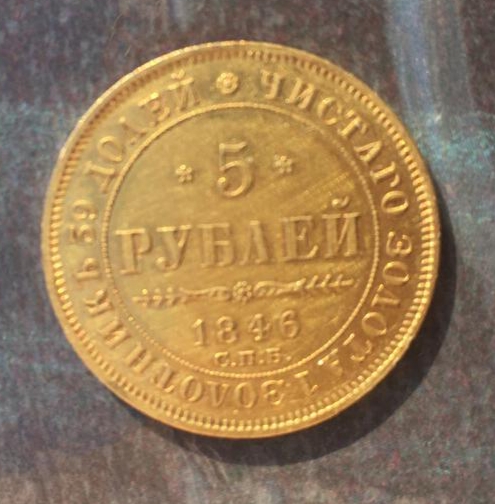 ЧИСТАГО ЗОЛОТА 1 ЗОЛОТНИКЪ 39 ДОЛЕЙ
5
РУБЛЕЙ
1846
С.П.Б.